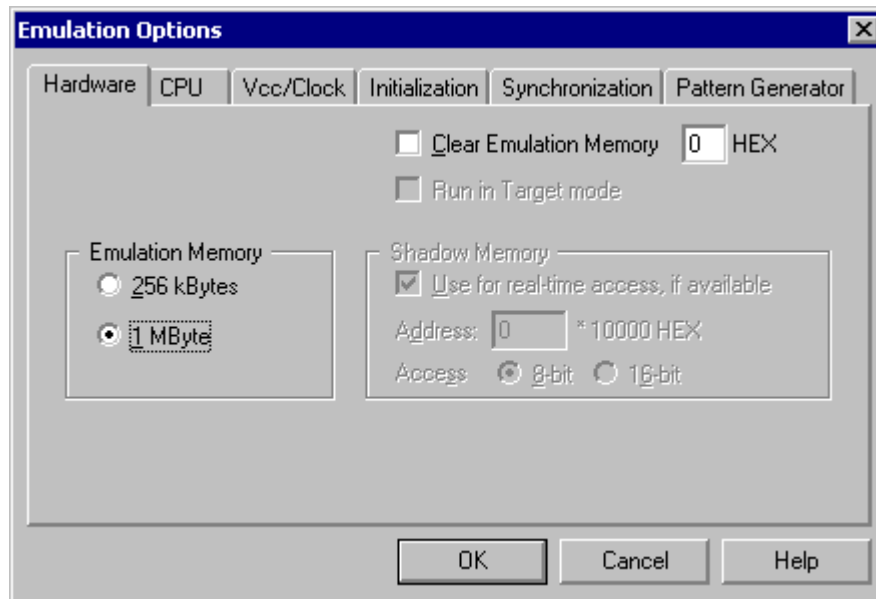 Emulation Options
Hardware CPU Vcc/Clock Initialization Synchronization Pattern Generator
Clear Emulation Memory 0 HEX
Run in Target mode
Emulation Memory
256 kBytes
1 MByte
Shadow Memory
Use for real-time access, if available
Address: 0 * 10000 HEX
Access 8-bit 16-bit
OK Cancel Help